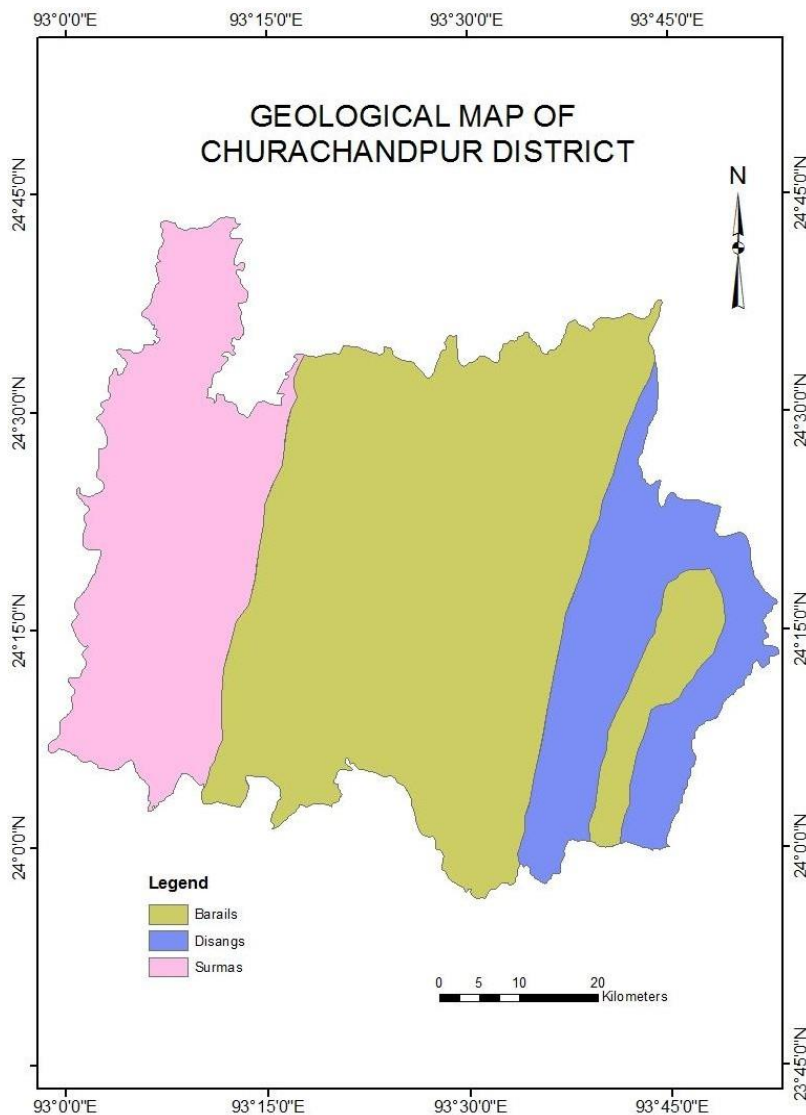 93°0'0"E 93°15'0"E 93°30'0"E 93°45'0"E
GEOLOGICAL MAP OF
CHURACHANDPUR DISTRICT
N
24°45'0"N 24°45'0"N
24°30'0"N 24°30'0"N
24°15'0"N 24°15'0"N
24°0'0"N 24°0'0"N
Legend
Barails
Disangs
Surmas
0 5 10 20
Kilometers
23°45'0"N
93°0'0"E 93°15'0"E 93°30'0"E 93°45'0"E